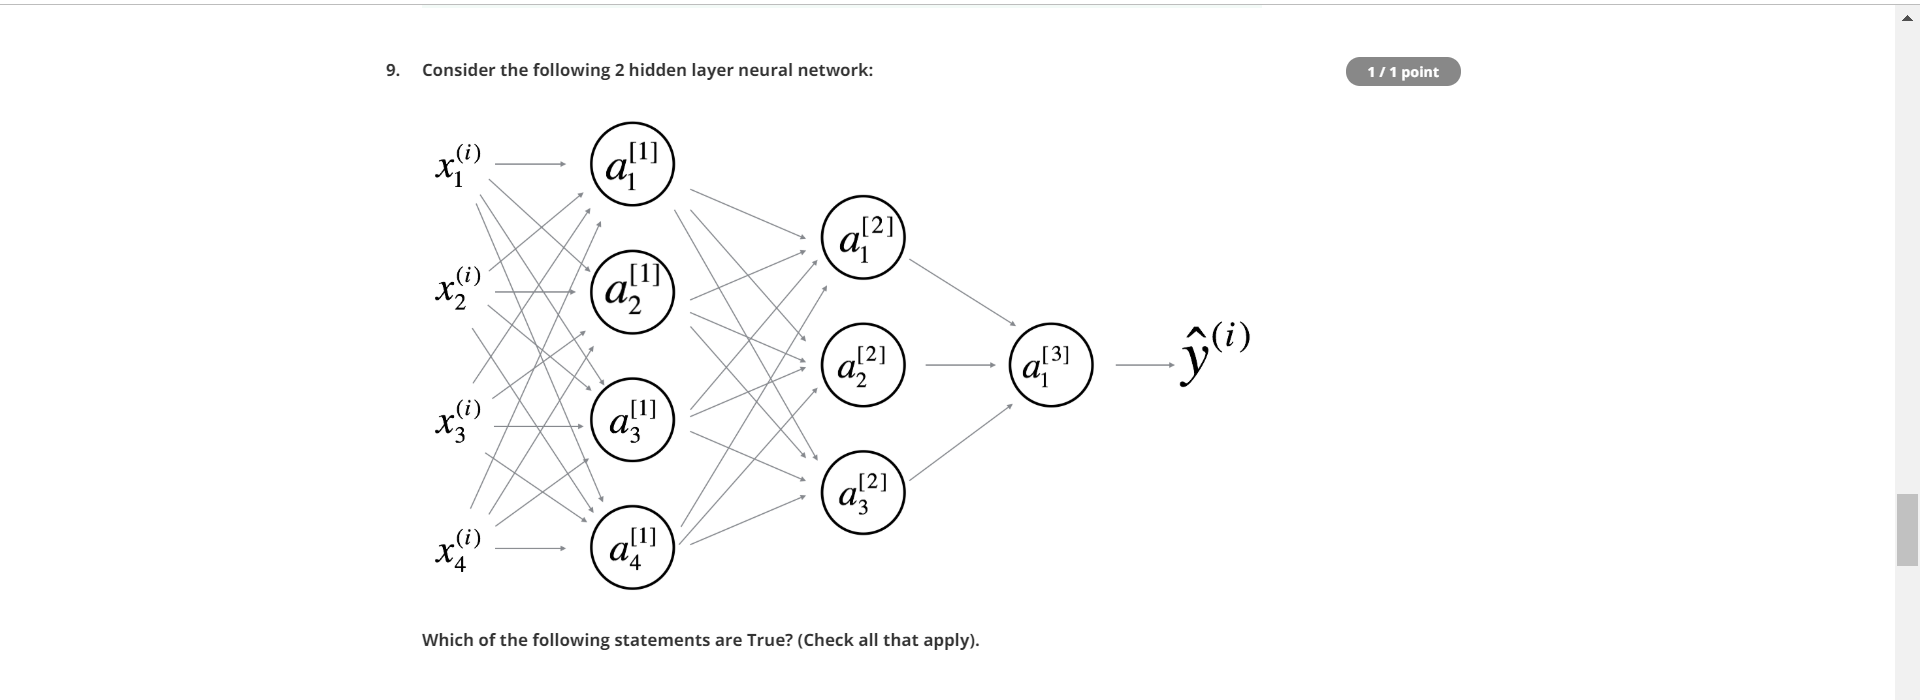 9. Consider the following 2 hidden layer neural network:
1 / 1 point
x₁⁽ⁱ⁾
a₁[1]
x₂⁽ⁱ⁾
a₂[1]
x₃⁽ⁱ⁾
a₃[1]
x₄⁽ⁱ⁾
a₄[1]
a₁[2]
a₂[2]
a₃[2]
a₁[3]
ŷ⁽ⁱ⁾
Which of the following statements are True? (Check all that apply).